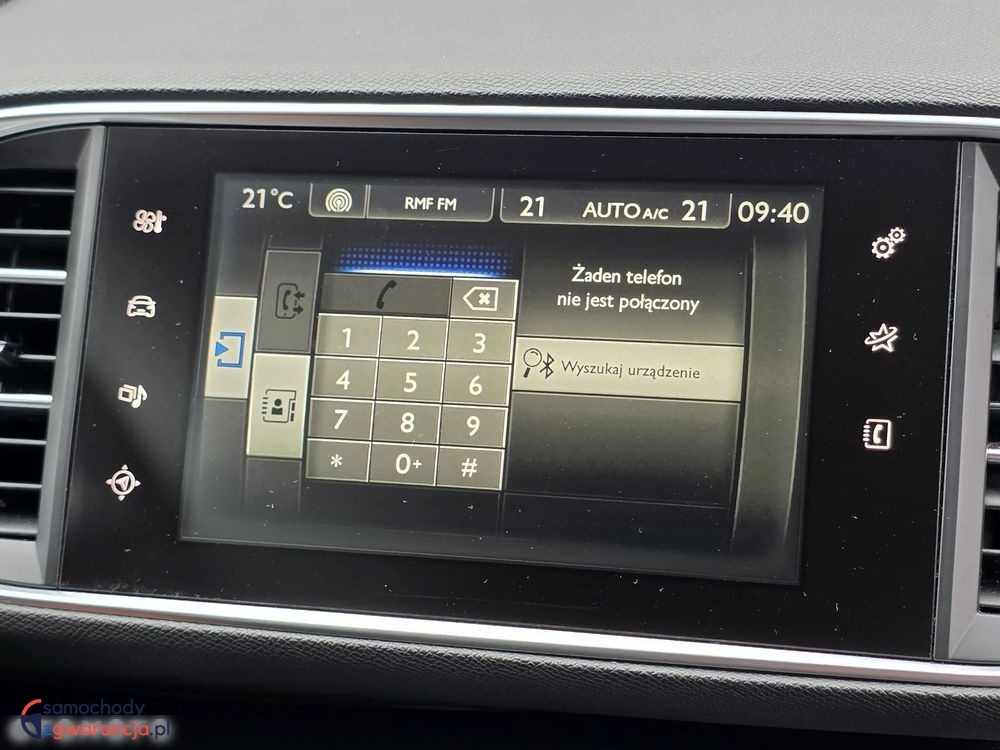 21°C RMF FM 21 AUTO A/C 21 09:40
Żaden telefon
nie jest połączony
Wyszukaj urządzenie
1 2 3
4 5 6
7 8 9
* 0+ #
samochody
zgwarancja.pl